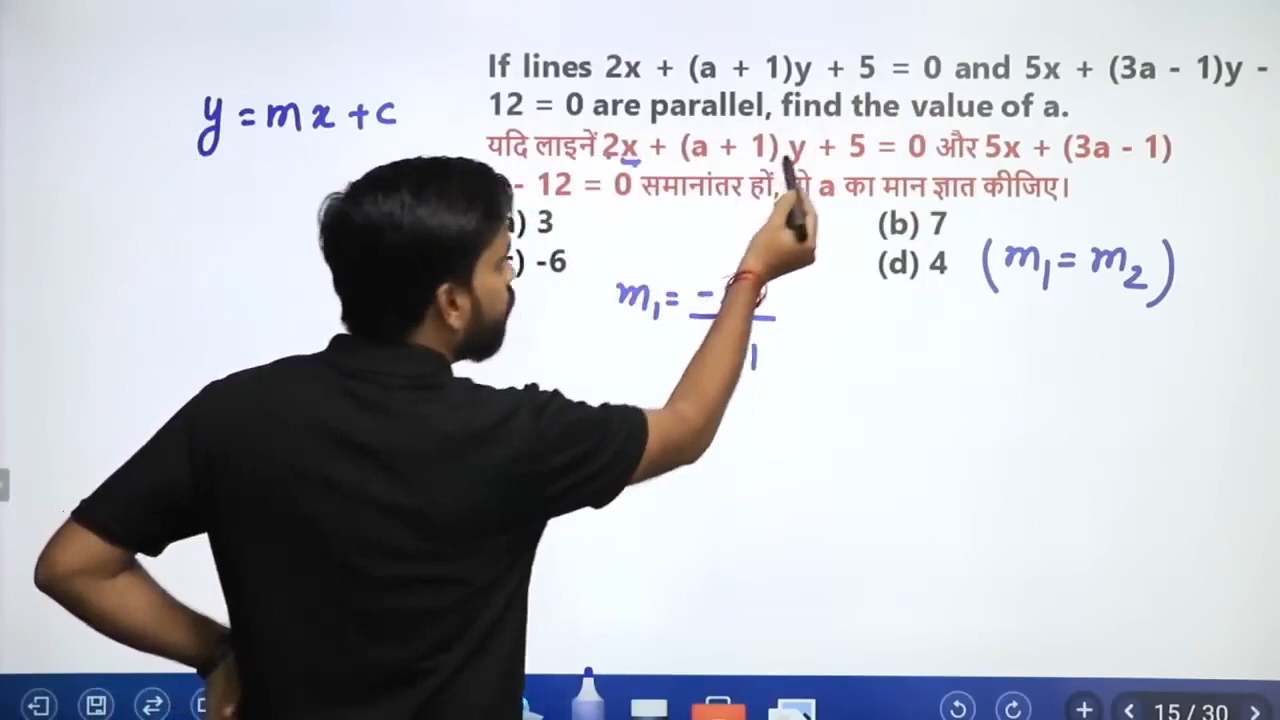 If lines 2x + (a + 1)y + 5 = 0 and 5x + (3a - 1)y -
12 = 0 are parallel, find the value of a.
यदि लाइनें 2x + (a + 1) y + 5 = 0 और 5x + (3a - 1)
- 12 = 0 समानांतर हों, a का मान ज्ञात कीजिए।
) 3
(b) 7
) -6
(d) 4
y = mx + c
(m₁ = m₂)
m₁ = -
1
15 / 30